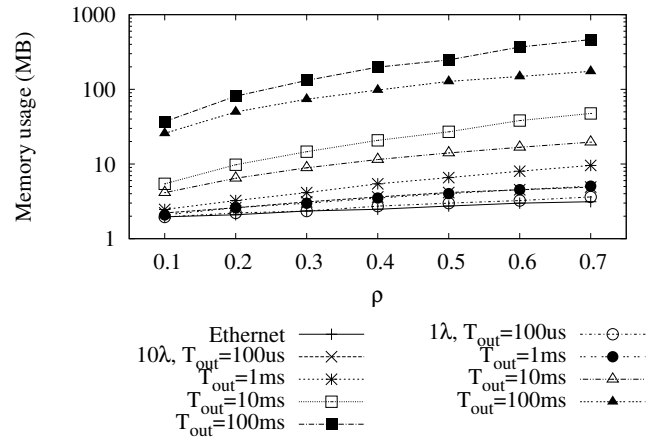 1000
100
10
1
Memory usage (MB)
0.1 0.2 0.3 0.4 0.5 0.6 0.7
ρ
Ethernet
10λ, T_out=100us
T_out=1ms
T_out=10ms
T_out=100ms
1λ, T_out=100us
T_out=1ms
T_out=10ms
T_out=100ms